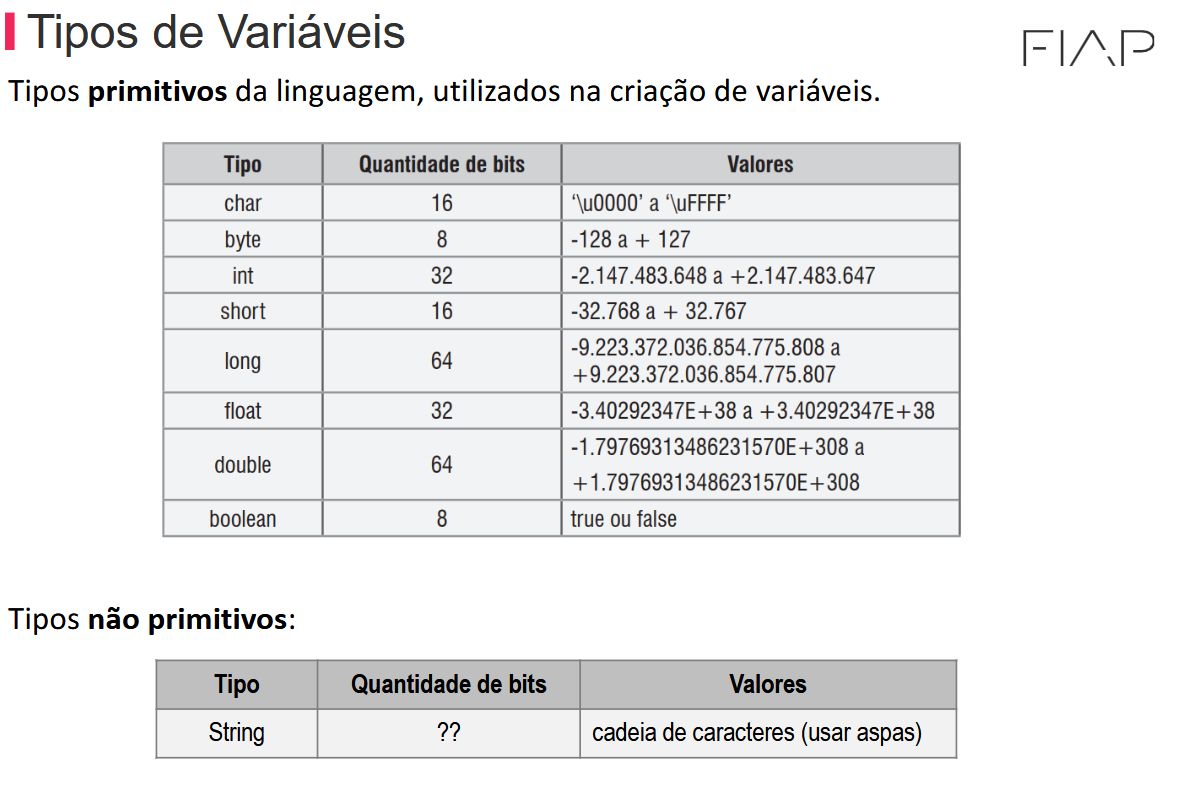 Tipos de Variáveis
FIAP
Tipos primitivos da linguagem, utilizados na criação de variáveis.
Tipo Quantidade de bits Valores
char 16 ‘\u0000’ a ‘\uFFFF’
byte 8 -128 a + 127
int 32 -2.147.483.648 a +2.147.483.647
short 16 -32.768 a + 32.767
long 64 -9.223.372.036.854.775.808 a
+9.223.372.036.854.775.807
float 32 -3.40292347E+38 a +3.40292347E+38
double 64 -1.79769313486231570E+308 a
+1.79769313486231570E+308
boolean 8 true ou false
Tipos não primitivos:
Tipo Quantidade de bits Valores
String ?? cadeia de caracteres (usar aspas)